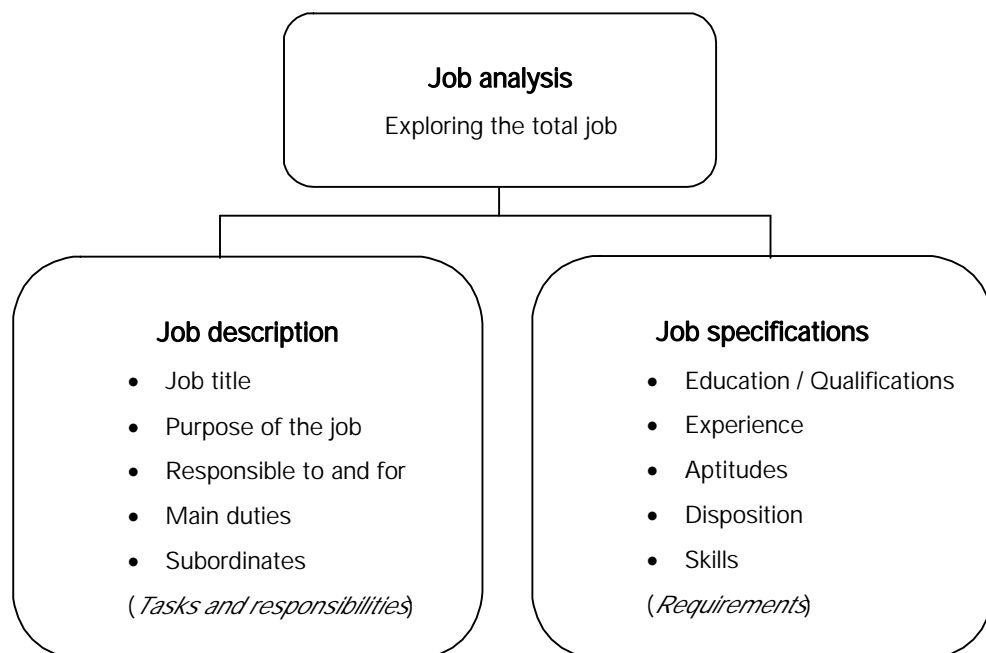 Job analysis
Exploring the total job
Job description
• Job title
• Purpose of the job
• Responsible to and for
• Main duties
• Subordinates
(Tasks and responsibilities)
Job specifications
• Education / Qualifications
• Experience
• Aptitudes
• Disposition
• Skills
(Requirements)